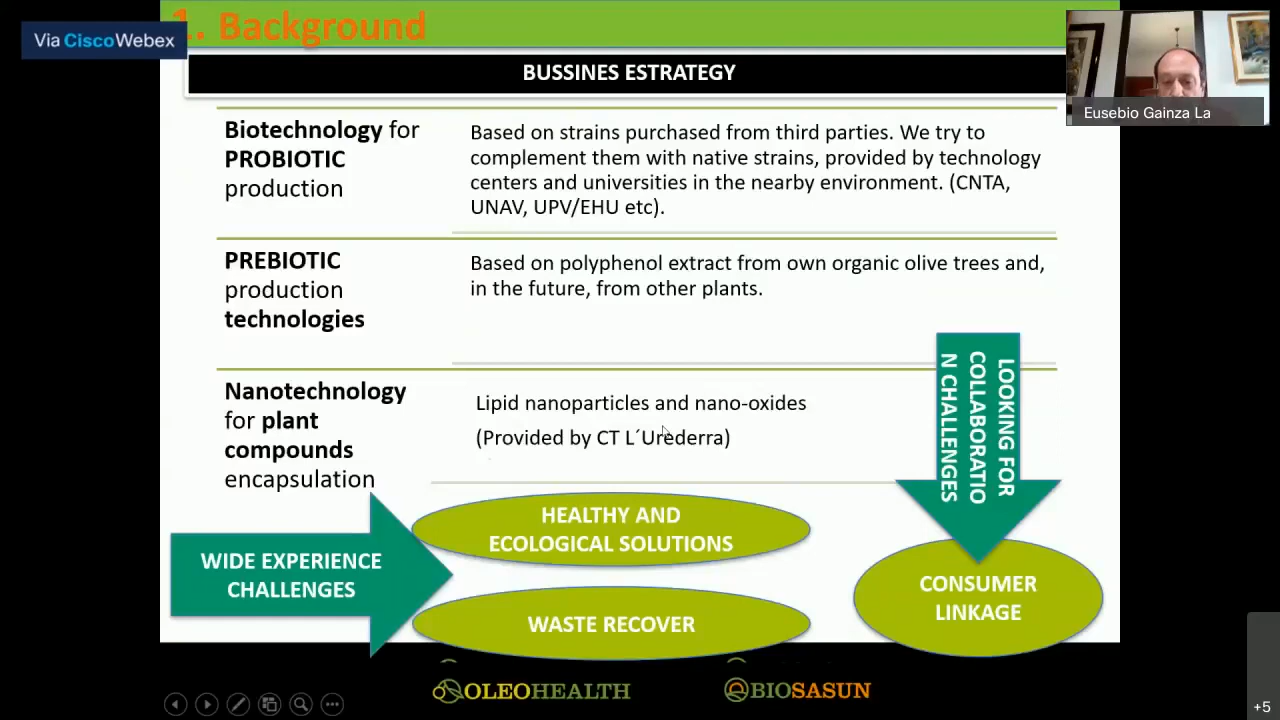 1. Background
Via Cisco Webex
BUSSINES ESTRATEGY
Eusebio Gainza La
Biotechnology for
PROBIOTIC
production
Based on strains purchased from third parties. We try to
complement them with native strains, provided by technology
centers and universities in the nearby environment. (CNTA,
UNAV, UPV/EHU etc).
PREBIOTIC
production
technologies
Based on polyphenol extract from own organic olive trees and,
in the future, from other plants.
Nanotechnology
for plant
compounds
encapsulation
Lipid nanoparticles and nano-oxides
(Provided by CT L´Urederra)
LOOKING FOR
COLLABORATIO
N CHALLENGES
WIDE EXPERIENCE
CHALLENGES
HEALTHY AND
ECOLOGICAL SOLUTIONS
WASTE RECOVER
CONSUMER
LINKAGE
OLEOHEALTH
BIOSASUN
+5